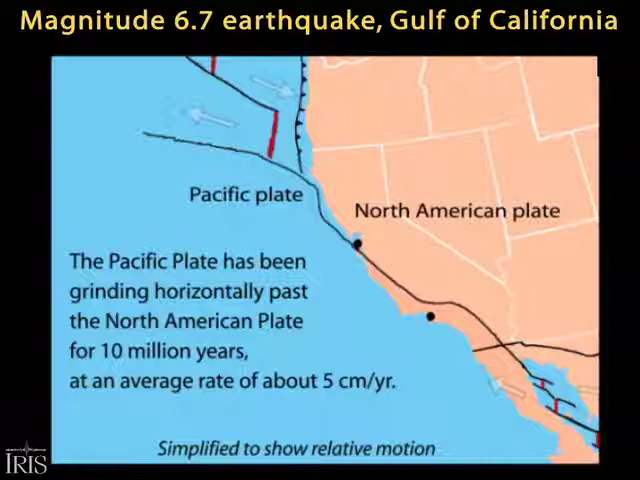 Magnitude 6.7 earthquake, Gulf of California
Pacific plate
North American plate
The Pacific Plate has been
grinding horizontally past
the North American Plate
for 10 million years,
at an average rate of about 5 cm/yr.
Simplified to show relative motion
IRIS